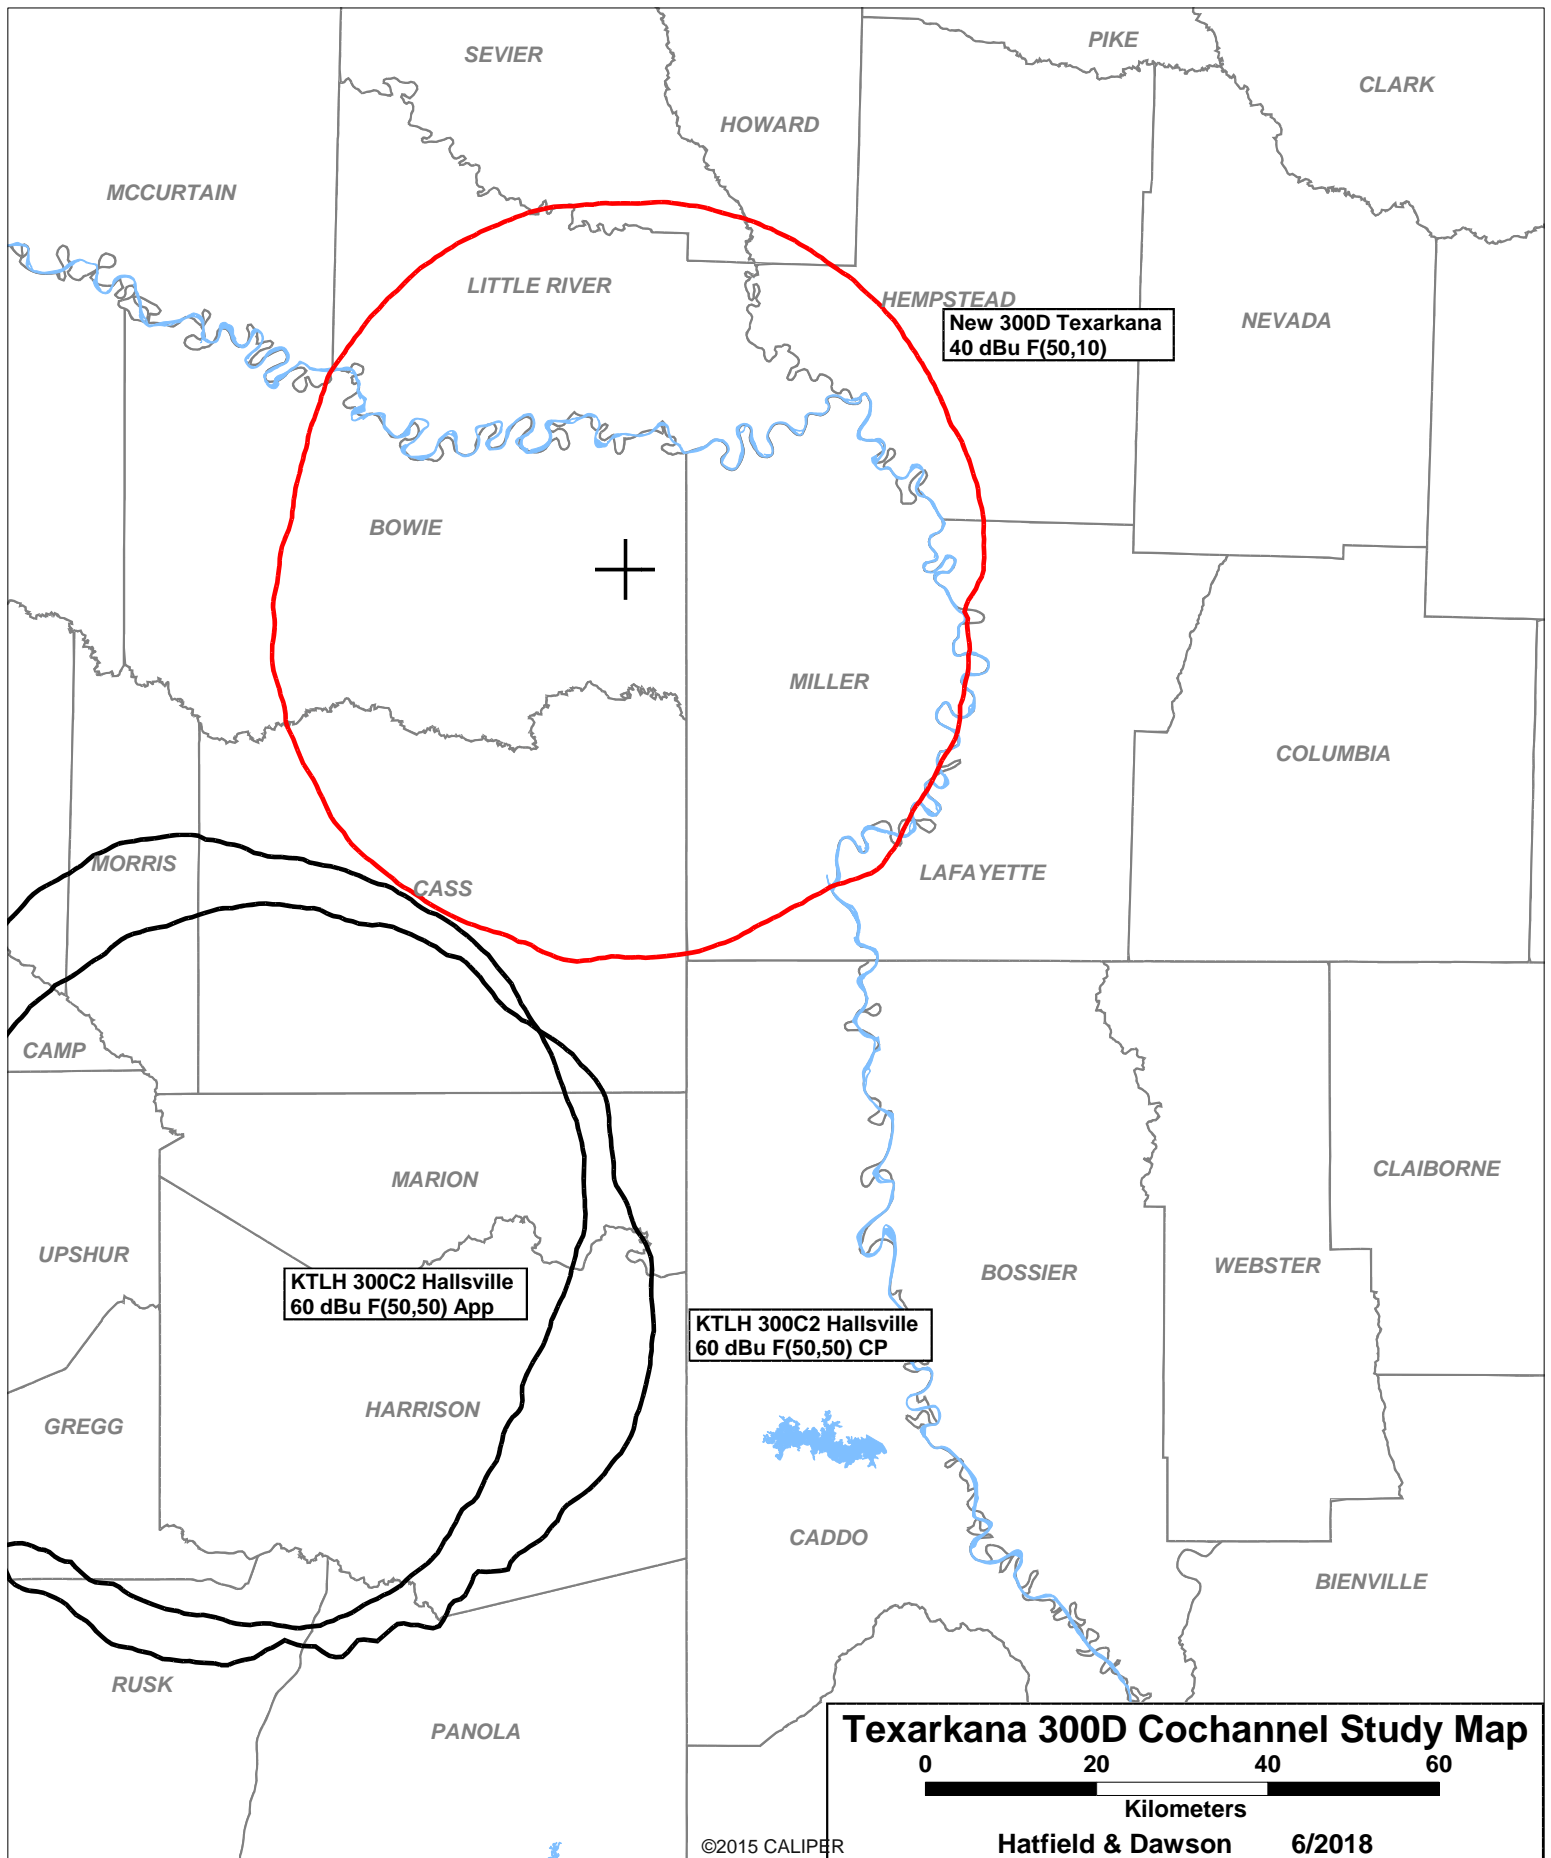 PIKE
SEVIER
CLARK
HOWARD
MCCURTAIN
LITTLE RIVER
HEMPSTEAD
New 300D Texarkana
40 dBu F(50,10)
NEVADA
BOWIE
MILLER
COLUMBIA
MORRIS
CASS
LAFAYETTE
CAMP
MARION
CLAIBORNE
UPSHUR
WEBSTER
BOSSIER
KTLH 300C2 Hallsville
60 dBu F(50,50) App
KTLH 300C2 Hallsville
60 dBu F(50,50) CP
HARRISON
GREGG
CADDO
BIENVILLE
RUSK
PANOLA
Texarkana 300D Cochannel Study Map
0 20 40 60
Kilometers
©2015 CALIPER
Hatfield & Dawson 6/2018